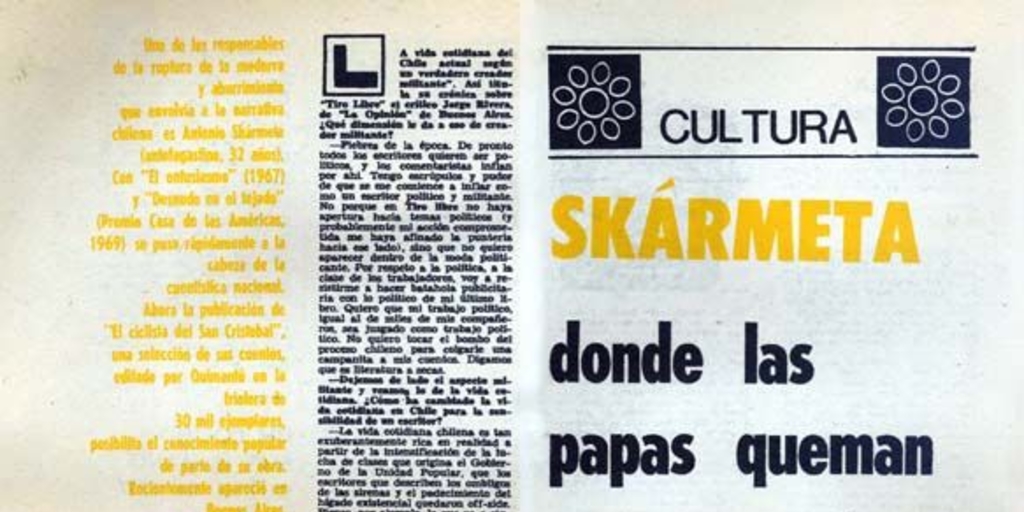 Uno de los responsables
de la ruptura de la modorra
y aburrimiento
que envolvía a la narrativa
chilena es Antonio Skármeta
(antofagastino, 32 años).
Con "El entusiasmo" (1967)
y "Desnudo en el tejado"
(Premio Casa de las Américas,
1969) se puso rápidamente a la
cabeza de la
cuentística nacional.
Ahora la publicación de
"El ciclista del San Cristóbal",
una selección de sus cuentos,
editado por Quimantú en la
friolera de
30 mil ejemplares,
posibilita el conocimiento popular
de parte de su obra.
Recientemente apareció en
Buenos Aires,
L
A vida cotidiana del
Chile actual según
un verdadero creador
militante". Así titu-
la su crónica sobre
"Tiro Libre" el crítico Jorge Rivera,
de "La Opinión" de Buenos Aires.
¿Qué dimensión le da a eso de crea-
dor militante?
—Fiebres de la época. De pronto
todos los escritores quieren ser po-
líticos, y los comentaristas inflan
por ahí. Tengo escrúpulos y pudor
de que se me comience a inflar co-
mo un escritor político y militante.
No porque en Tiro libre no haya
apertura hacia temas políticos (y
probablemente mi acción comprome-
tida me haya afinado la puntería
hacia ese lado), sino que no quiero
aparecer dentro de la moda politi-
cante. Por respeto a la política, a la
clase de los trabajadores, voy a re-
sistirme a hacer batahola publicita-
ria con lo político de mi último li-
bro. Quiero que mi trabajo político,
igual al de miles de mis compañe-
ros, sea juzgado como trabajo polí-
tico. No quiero tocar el bombo del
proceso chileno para colgarle una
campanita a mis cuentos. Digamos
que es literatura a secas.
—Dejemos de lado el aspecto mi-
litante y veamos lo de la vida co-
tidiana. ¿Cómo ha cambiado la vi-
da cotidiana en Chile para la sen-
sibilidad de un escritor?
—La vida cotidiana chilena es tan
exuberantemente rica en realidad a
partir de la intensificación de la lu-
cha de clases que origina el Gobier-
no de la Unidad Popular, que los
escritores que describen los ombligos
de las sirenas y el padecimiento del
hígado existencial quedaron off-side.
CULTURA
SKÁRMETA
donde las
papas queman